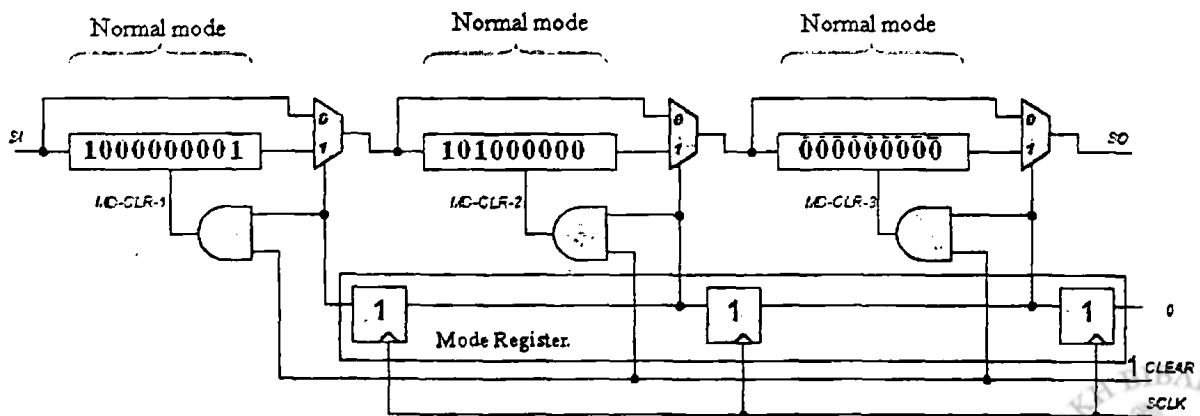 Normal mode
Normal mode
Normal mode
SI
0
1
1000000001
0
1
101000000
0
1
000000000
SO
MD-CLR-1
MD-CLR-2
MD-CLR-3
1
1
1
0
Mode Register.
1 CLEAR
SCLK